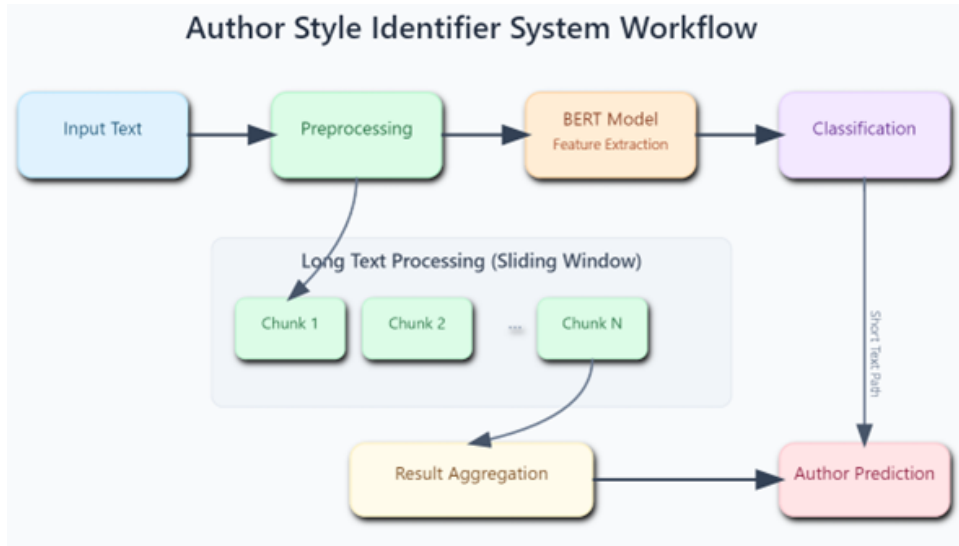 Author Style Identifier System Workflow
Input Text
Preprocessing
BERT Model
Feature Extraction
Classification
Long Text Processing (Sliding Window)
Chunk 1
Chunk 2
...
Chunk N
Short Text Path
Result Aggregation
Author Prediction